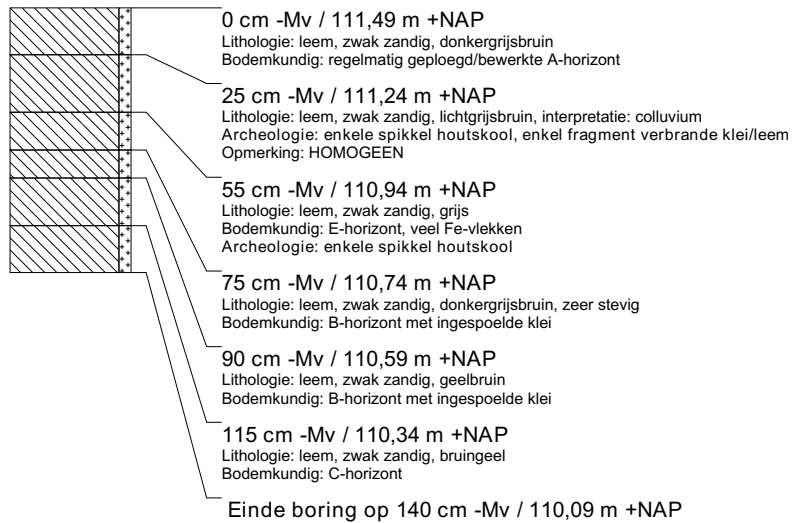 0 cm -Mv / 111,49 m +NAP
Lithologie: leem, zwak zandig, donkergrijsbruin
Bodemkundig: regelmatig geploegd/bewerkte A-horizont
25 cm -Mv / 111,24 m +NAP
Lithologie: leem, zwak zandig, lichtgrijsbruin, interpretatie: colluvium
Archeologie: enkele spikkel houtskool, enkel fragment verbrande klei/leem
Opmerking: HOMOGEEN
55 cm -Mv / 110,94 m +NAP
Lithologie: leem, zwak zandig, grijs
Bodemkundig: E-horizont, veel Fe-vlekken
Archeologie: enkele spikkel houtskool
75 cm -Mv / 110,74 m +NAP
Lithologie: leem, zwak zandig, donkergrijsbruin, zeer stevig
Bodemkundig: B-horizont met ingespoelde klei
90 cm -Mv / 110,59 m +NAP
Lithologie: leem, zwak zandig, geelbruin
Bodemkundig: B-horizont met ingespoelde klei
115 cm -Mv / 110,34 m +NAP
Lithologie: leem, zwak zandig, bruingeel
Bodemkundig: C-horizont
Einde boring op 140 cm -Mv / 110,09 m +NAP